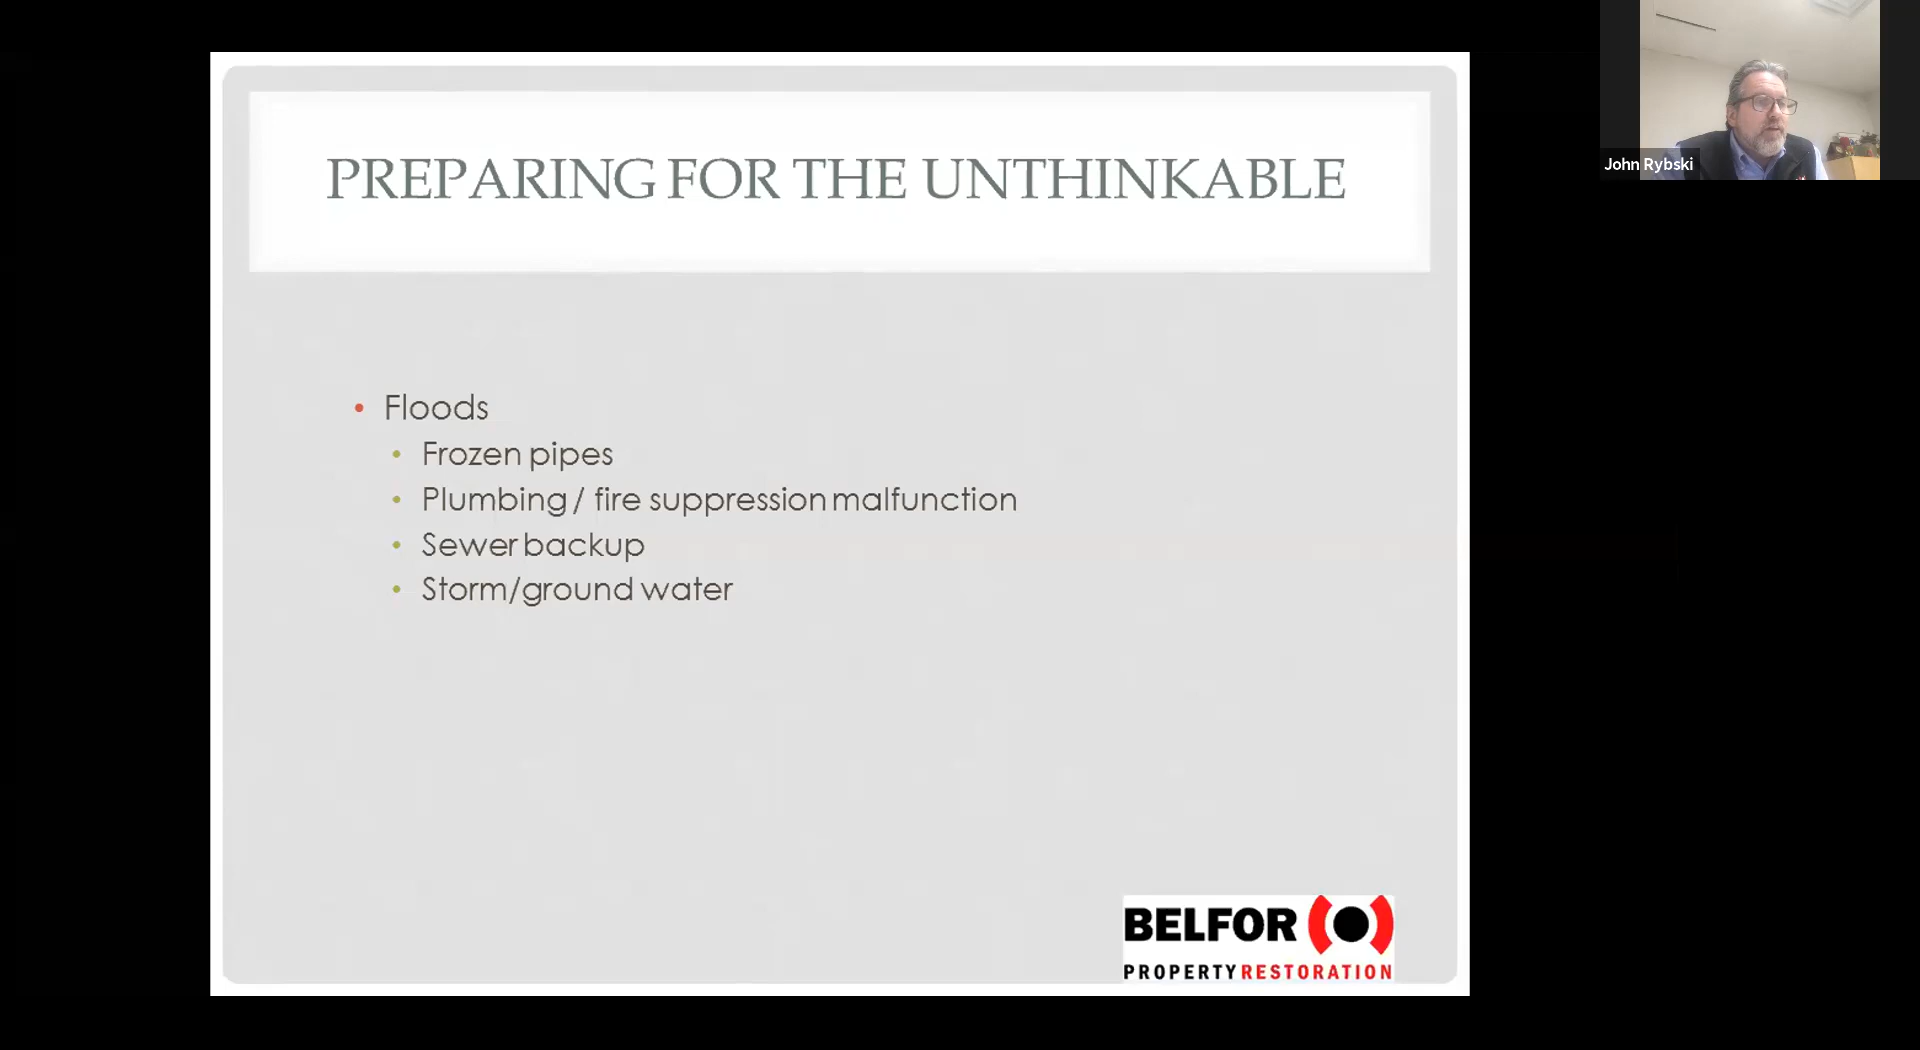 PREPARING FOR THE UNTHINKABLE
John Rybski
• Floods
• Frozen pipes
• Plumbing / fire suppression malfunction
• Sewer backup
• Storm/ground water
BELFOR
PROPERTY RESTORATION